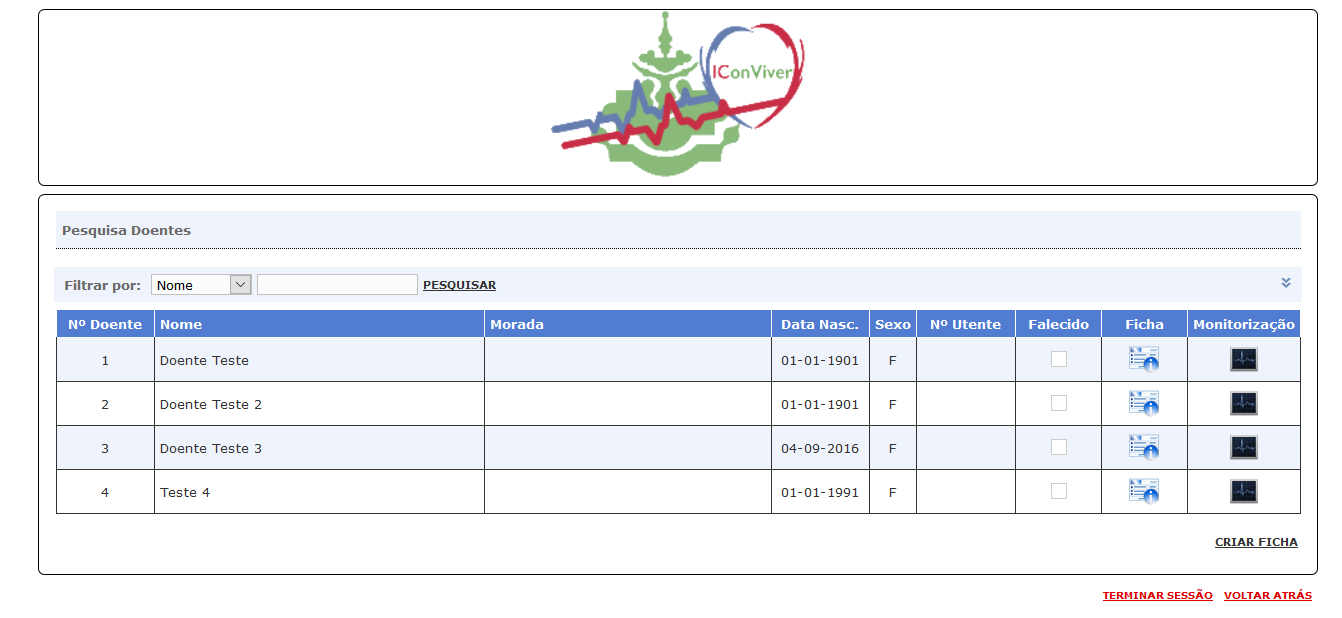 IConViver
Pesquisa Doentes
Filtrar por: Nome PESQUISAR
Nº Doente Nome Morada Data Nasc. Sexo Nº Utente Falecido Ficha Monitorização
1 Doente Teste 01-01-1901 F
2 Doente Teste 2 01-01-1901 F
3 Doente Teste 3 04-09-2016 F
4 Teste 4 01-01-1991 F
CRIAR FICHA
TERMINAR SESSÃO VOLTAR ATRÁS